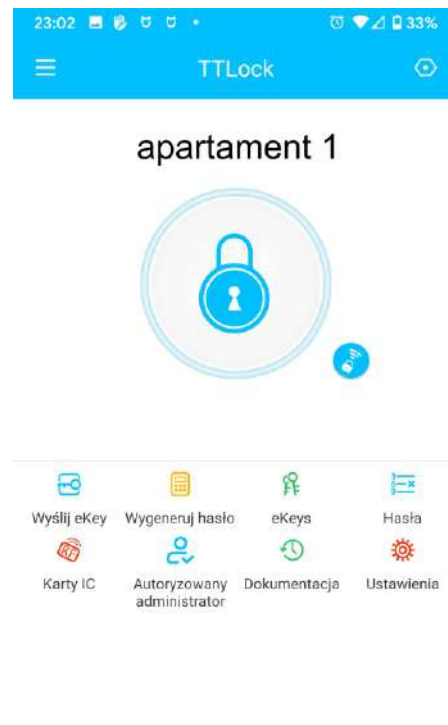 23:02 33%
TTLock
apartament 1
Wyślij eKey Wygeneruj hasło eKeys Hasła
Karty IC Autoryzowany administrator Dokumentacja Ustawienia